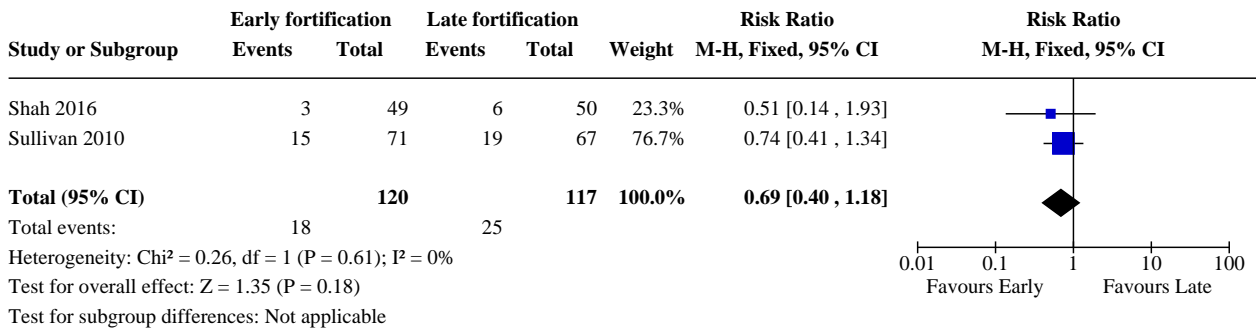 Early fortification Late fortification Risk Ratio Risk Ratio
Study or Subgroup Events Total Events Total Weight M-H, Fixed, 95% CI M-H, Fixed, 95% CI
Shah 2016 3 49 6 50 23.3% 0.51 [0.14 , 1.93]
Sullivan 2010 15 71 19 67 76.7% 0.74 [0.41 , 1.34]
Total (95% CI) 120 117 100.0% 0.69 [0.40 , 1.18]
Total events: 18 25
Heterogeneity: Chi² = 0.26, df = 1 (P = 0.61); I² = 0%
Test for overall effect: Z = 1.35 (P = 0.18)
Test for subgroup differences: Not applicable
0.01 0.1 1 10 100
Favours Early Favours Late